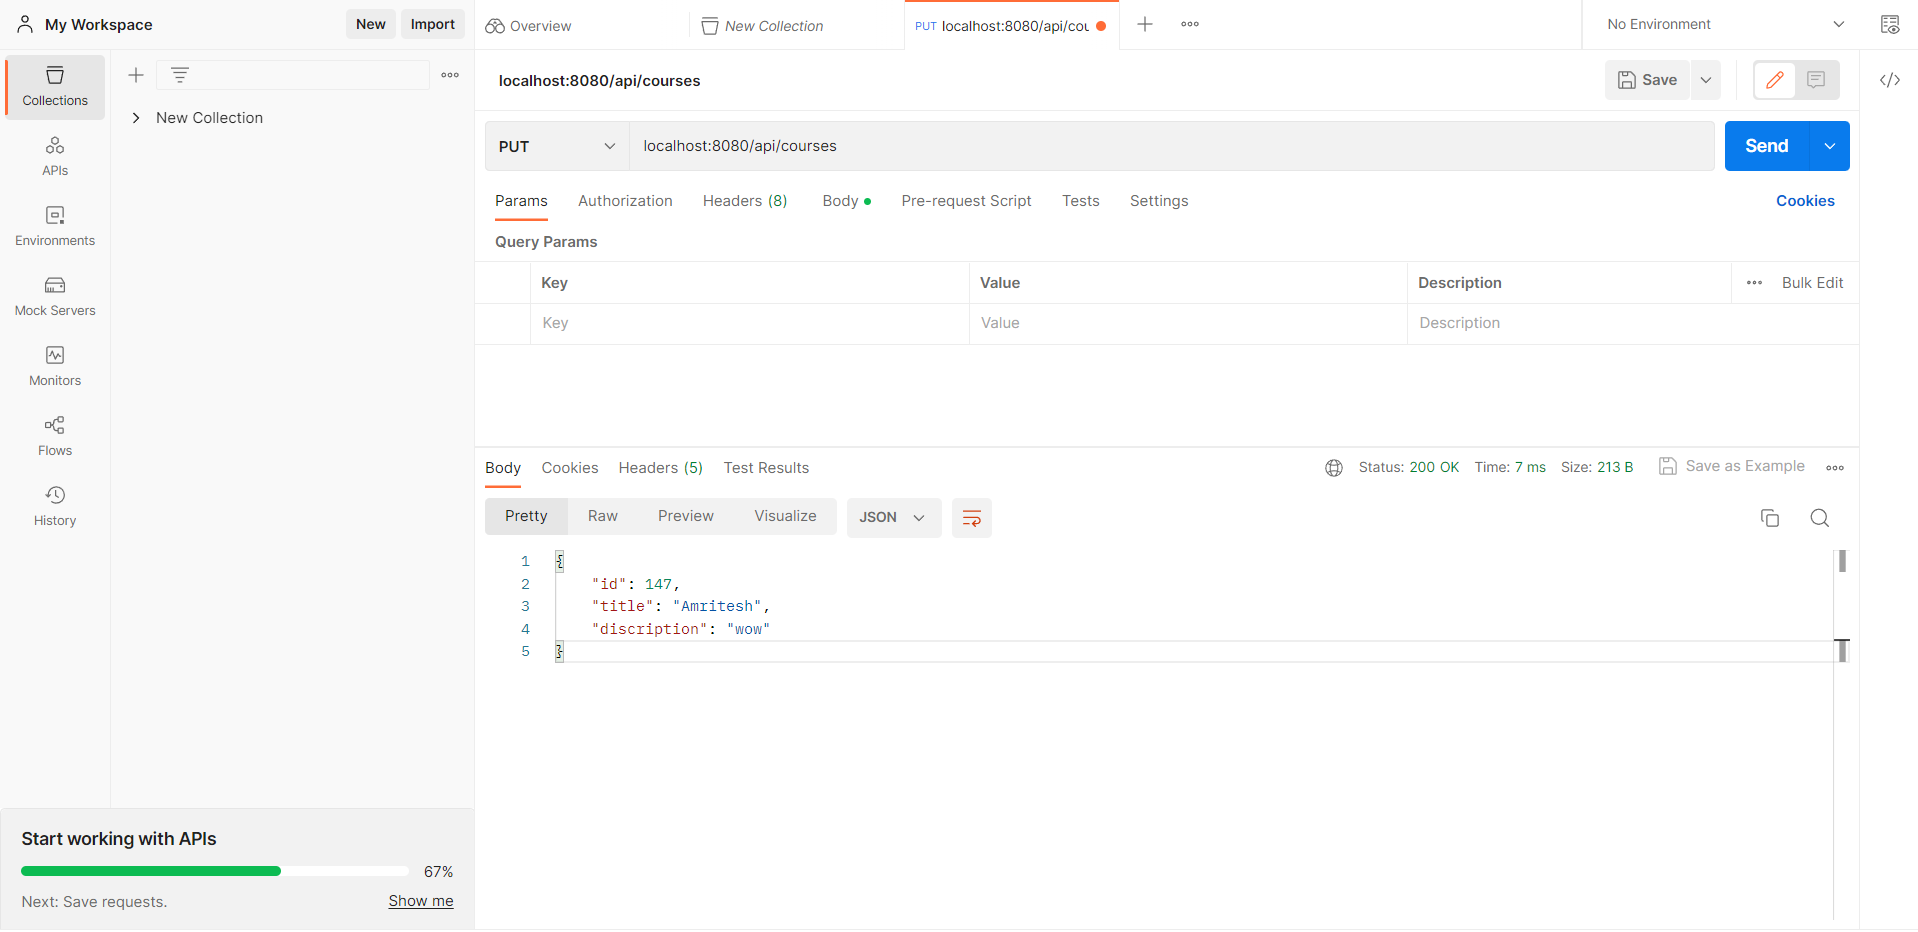 My Workspace
New
Import
Overview
New Collection
PUT localhost:8080/api/cou
No Environment
Collections
APIs
Environments
Mock Servers
Monitors
Flows
History
New Collection
localhost:8080/api/courses
Save
PUT
localhost:8080/api/courses
Send
Params
Authorization
Headers (8)
Body
Pre-request Script
Tests
Settings
Cookies
Query Params
Key
Value
Description
Bulk Edit
Key
Value
Description
Body
Cookies
Headers (5)
Test Results
Status: 200 OK
Time: 7 ms
Size: 213 B
Save as Example
Pretty
Raw
Preview
Visualize
JSON
1 {
2 "id": 147,
3 "title": "Amritesh",
4 "discription": "wow"
5 }
Start working with APIs
67%
Next: Save requests.
Show me